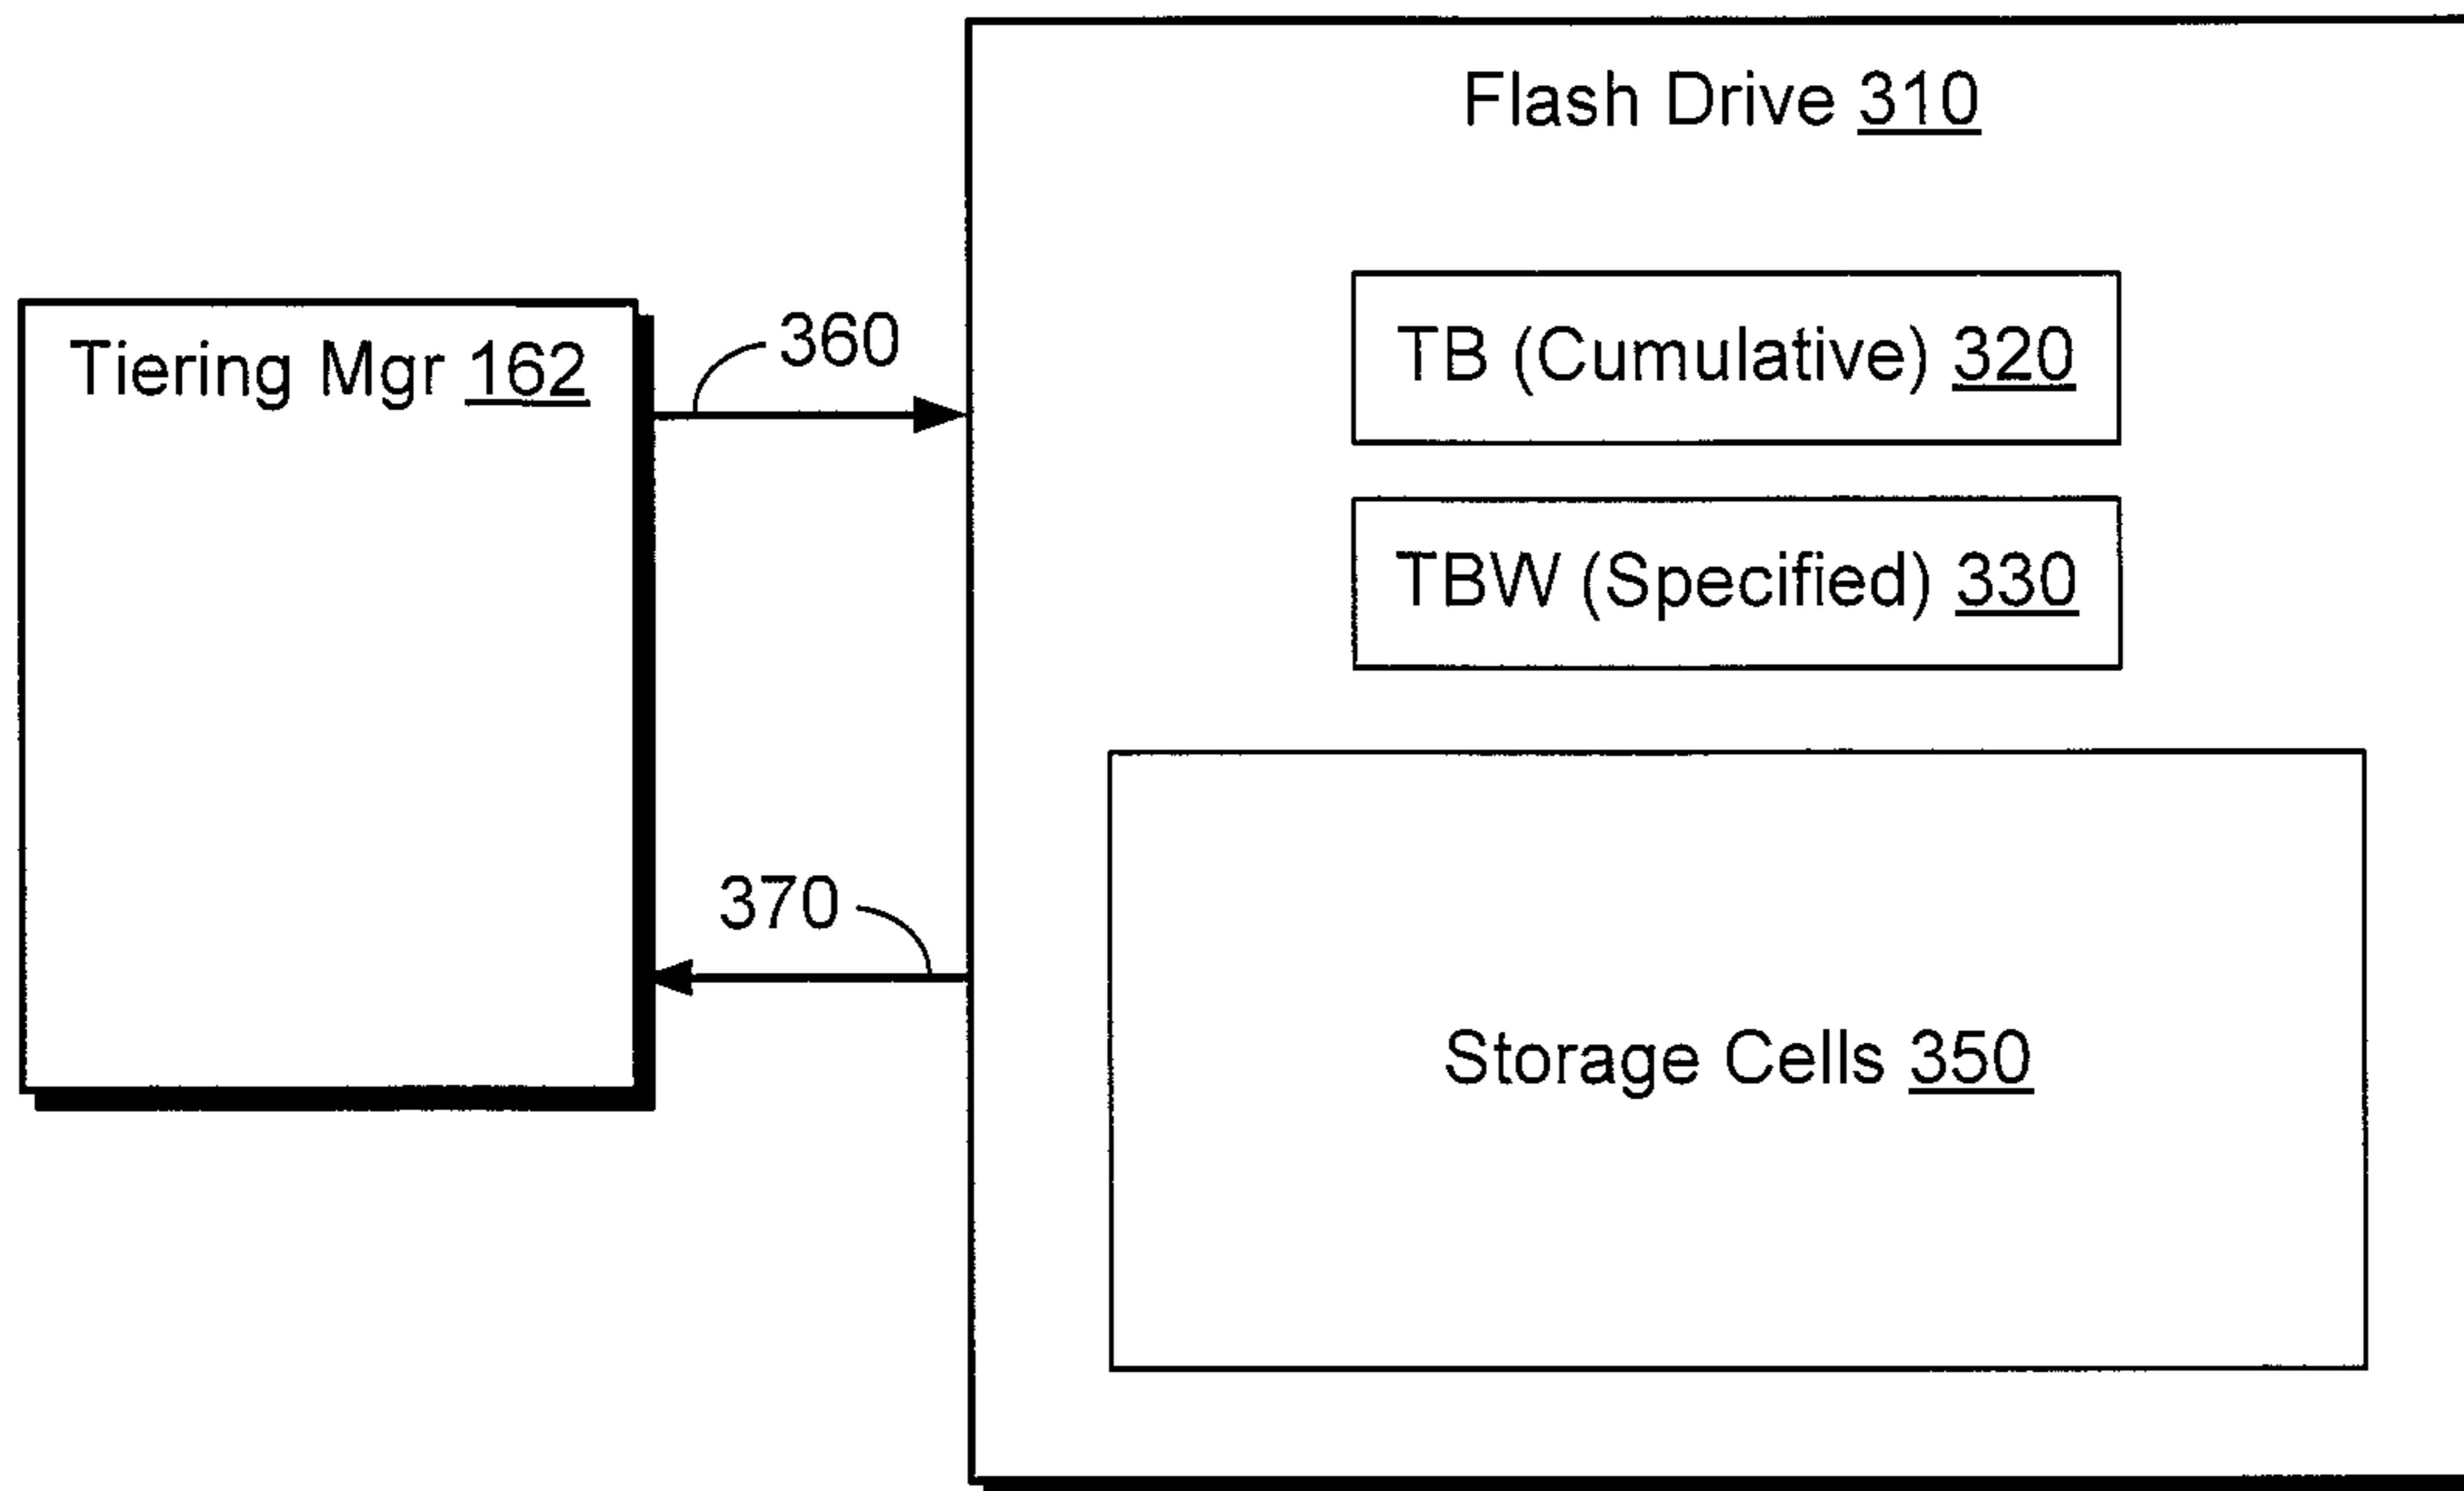 Flash Drive 310
Tiering Mgr 162
360
TB (Cumulative) 320
TBW (Specified) 330
370
Storage Cells 350